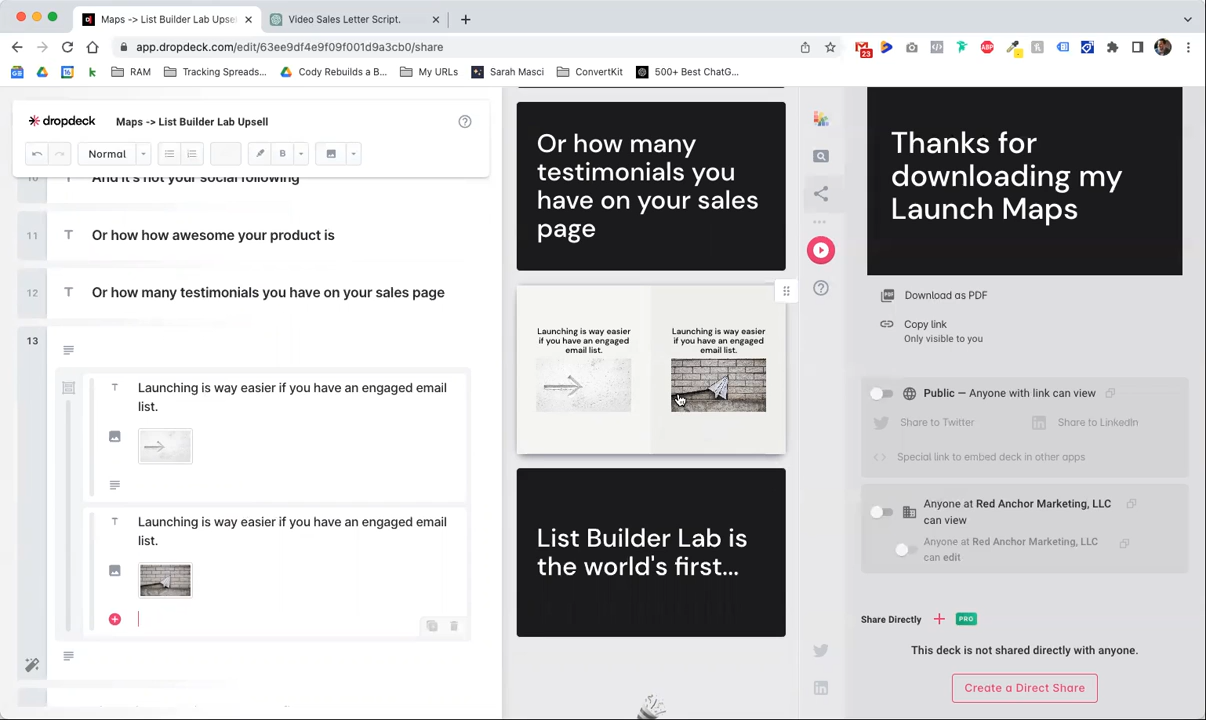 Maps -> List Builder Lab Upsel
Video Sales Letter Script.
app.dropdeck.com/edit/63ee9df4e9f09f001d9a3cb0/share
23
RAM
Tracking Spreads...
Cody Rebuilds a B...
My URLs
Sarah Masci
ConvertKit
500+ Best ChatG...
dropdeck
Maps -> List Builder Lab Upsell
Normal
B
And it's not your social following
11
T
Or how how awesome your product is
12
T
Or how many testimonials you have on your sales page
13
T
Launching is way easier if you have an engaged email
list.
T
Launching is way easier if you have an engaged email
list.
Or how many
testimonials you
have on your sales
page
Launching is way easier
if you have an engaged
email list.
Launching is way easier
if you have an engaged
email list.
List Builder Lab is
the world's first...
Thanks for
downloading my
Launch Maps
PDF
Download as PDF
Copy link
Only visible to you
Public — Anyone with link can view
Share to Twitter
Share to LinkedIn
Special link to embed deck in other apps
Anyone at Red Anchor Marketing, LLC
can view
Anyone at Red Anchor Marketing, LLC
can edit
Share Directly
PRO
This deck is not shared directly with anyone.
Create a Direct Share